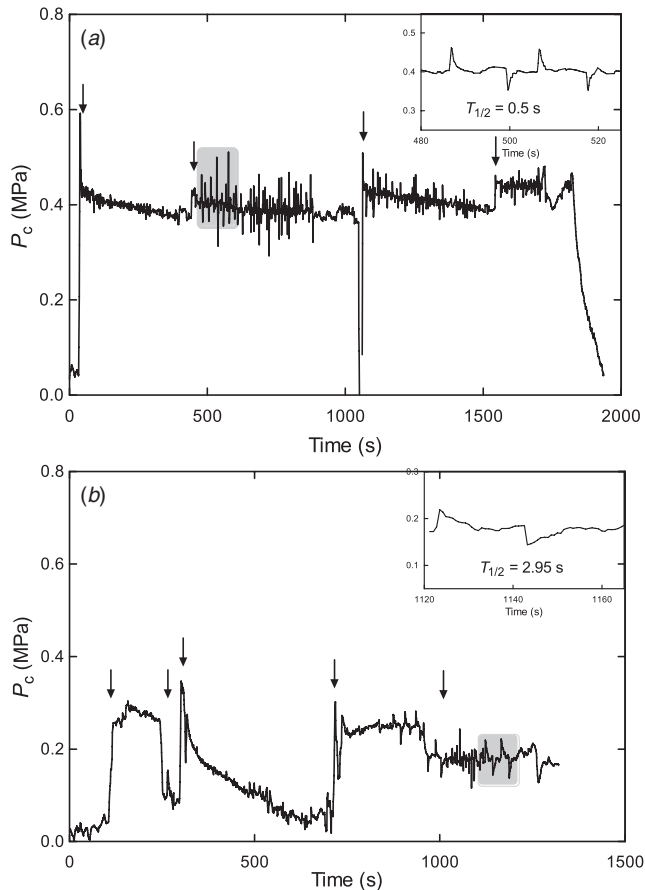 (a)
0.8
0.6
0.4
0.2
0.0
Pc (MPa)
0 500 1000 1500 2000
Time (s)
0.5
0.4
0.3
T1/2 = 0.5 s
480 500 520
Time (s)
(b)
0.8
0.6
0.4
0.2
0.0
Pc (MPa)
0 500 1000 1500
Time (s)
0.3
0.2
0.1
T1/2 = 2.95 s
1120 1140 1160
Time (s)